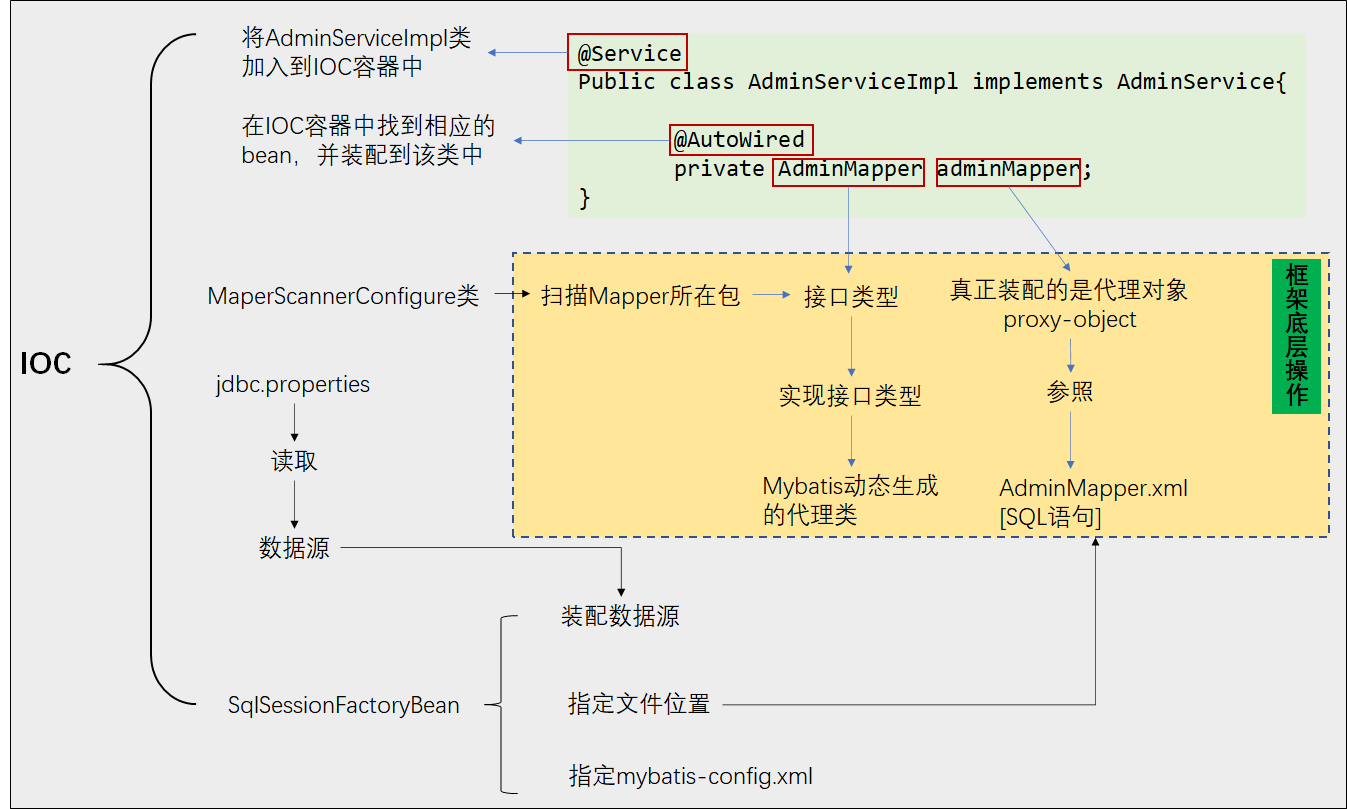 将AdminServiceImpl类
加入到IOC容器中
@Service
Public class AdminServiceImpl implements AdminService{
在IOC容器中找到相应的
bean，并装配到该类中
@AutoWired
private AdminMapper adminMapper;
}
MaperScannerConfigure类
扫描Mapper所在包
接口类型
真正装配的是代理对象
proxy-object
框架底层操作
IOC
jdbc.properties
实现接口类型
参照
读取
Mybatis动态生成
的代理类
AdminMapper.xml
[SQL语句]
数据源
装配数据源
SqlSessionFactoryBean
指定文件位置
指定mybatis-config.xml